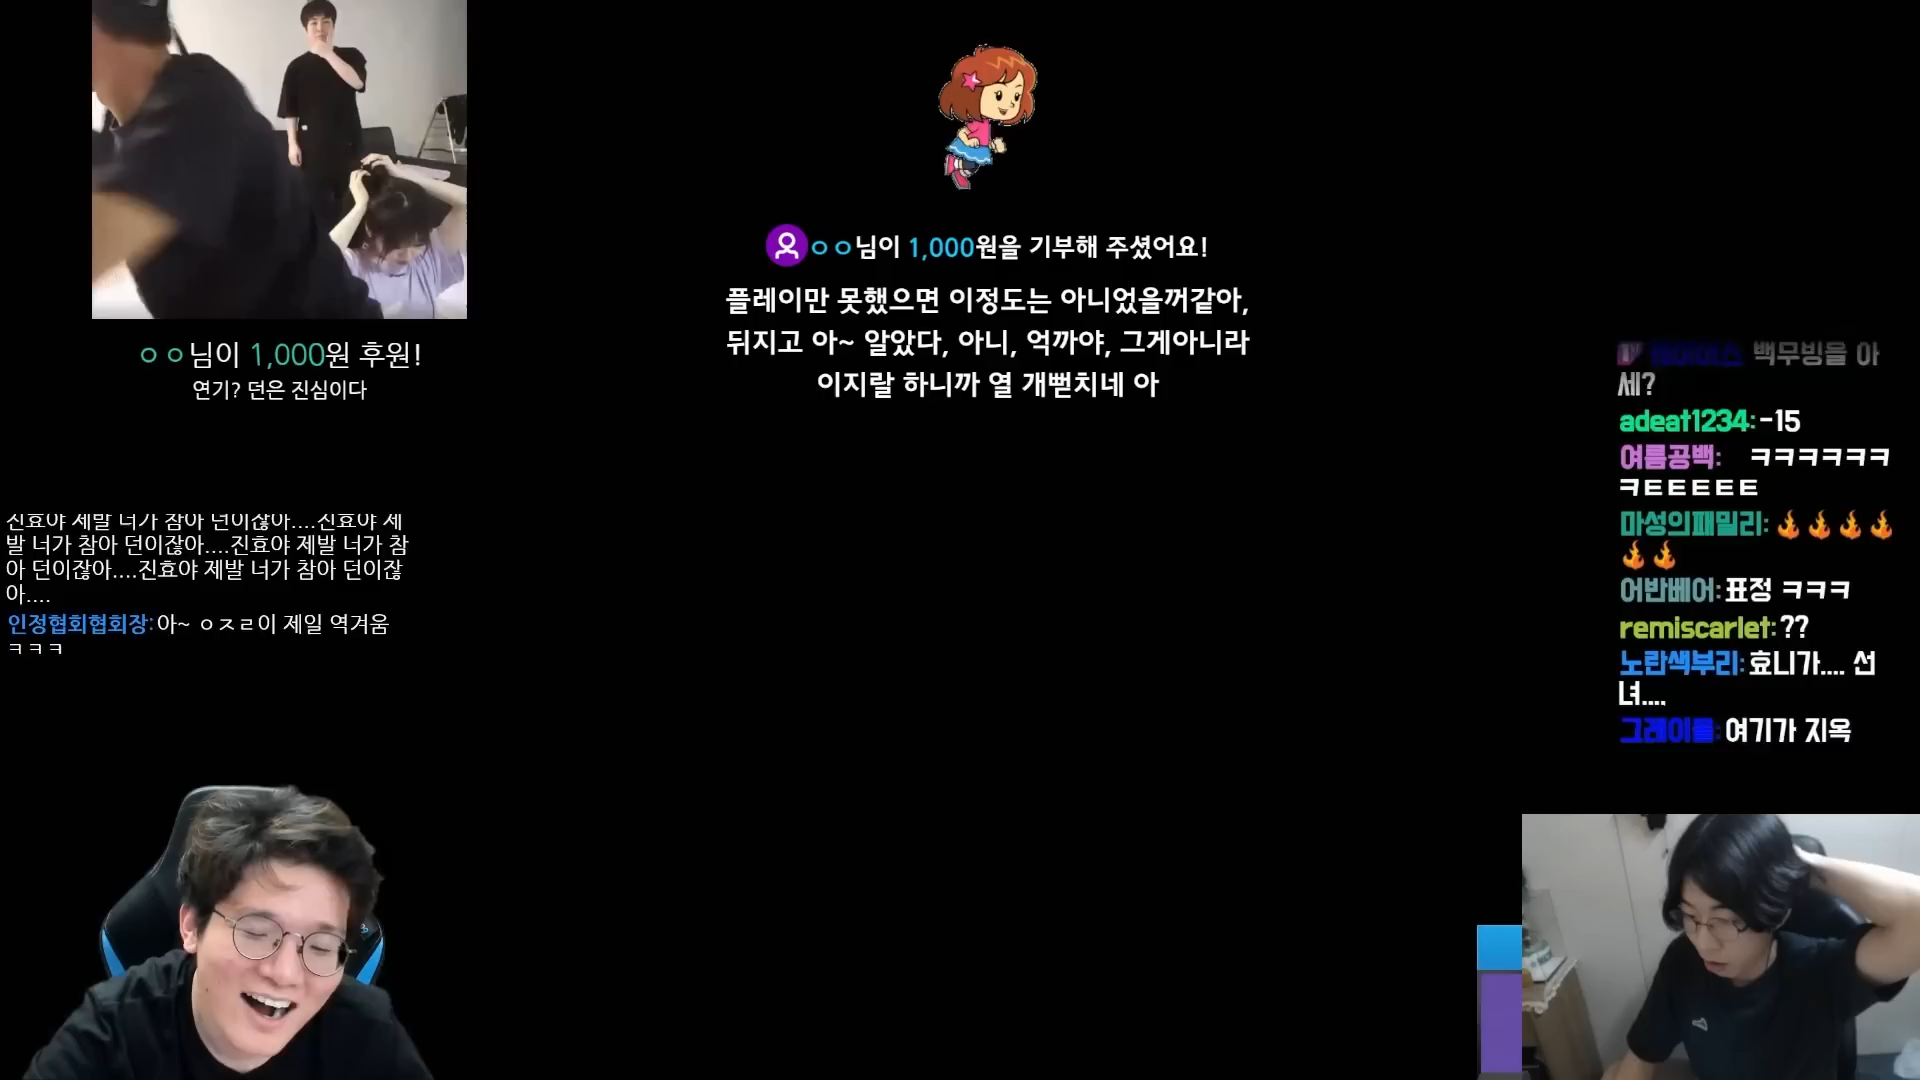 ㅇㅇ님이 1,000원 후원!
연기? 던은 진심이다
ㅇㅇ님이 1,000원을 기부해 주셨어요!
플레이만 못했으면 이정도는 아니었을꺼같아,
뒤지고 아~ 알았다, 아니, 억까야, 그게아니라
이지랄 하니까 열 개뻗치네 아
진효야 제발 너가 참아 던이잖아....진효야 제
발 너가 참아 던이잖아....진효야 제발 너가 참
아 던이잖아....진효야 제발 너가 참아 던이잖
아....
인정협회협회장: 아~ ㅇㅈㄹ이 제일 역겨움
ㅋㅋㅋ
백무빙을 아
세?
adeat1234: -15
여름공백: ㅋㅋㅋㅋㅋㅋ
ㅋㅌㅌㅌㅌㅌ
마성의패밀리: 🔥🔥🔥🔥
🔥🔥
어반베어: 표정 ㅋㅋㅋ
remiscarlet: ??
노란색부리: 효니가.... 선
녀....
그레이를: 여기가 지옥